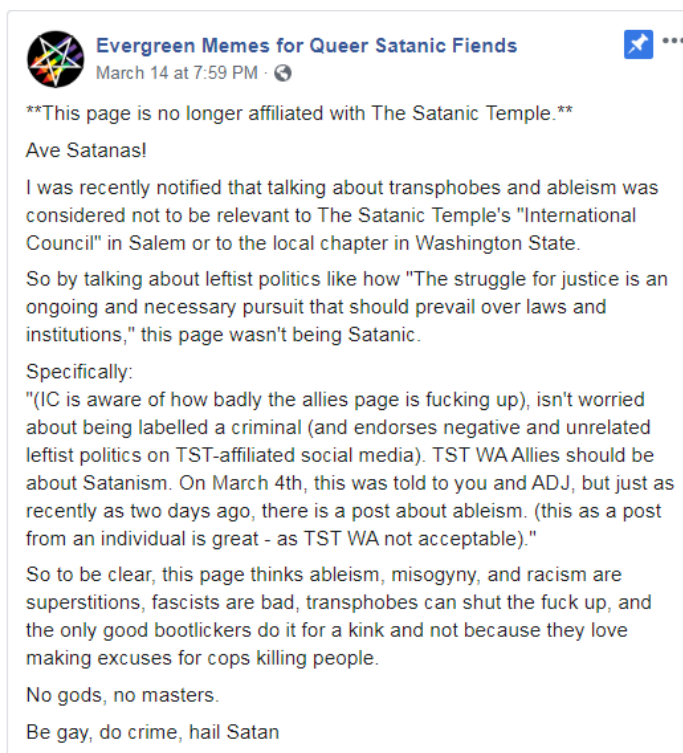 Evergreen Memes for Queer Satanic Fiends
March 14 at 7:59 PM ·
**This page is no longer affiliated with The Satanic Temple.**
Ave Satanas!
I was recently notified that talking about transphobes and ableism was
considered not to be relevant to The Satanic Temple's "International
Council" in Salem or to the local chapter in Washington State.
So by talking about leftist politics like how "The struggle for justice is an
ongoing and necessary pursuit that should prevail over laws and
institutions," this page wasn't being Satanic.
Specifically:
"(IC is aware of how badly the allies page is fucking up), isn't worried
about being labelled a criminal (and endorses negative and unrelated
leftist politics on TST-affiliated social media). TST WA Allies should be
about Satanism. On March 4th, this was told to you and ADJ, but just as
recently as two days ago, there is a post about ableism. (this as a post
from an individual is great - as TST WA not acceptable)."
So to be clear, this page thinks ableism, misogyny, and racism are
superstitions, fascists are bad, transphobes can shut the fuck up, and
the only good bootlickers do it for a kink and not because they love
making excuses for cops killing people.
No gods, no masters.
Be gay, do crime, hail Satan